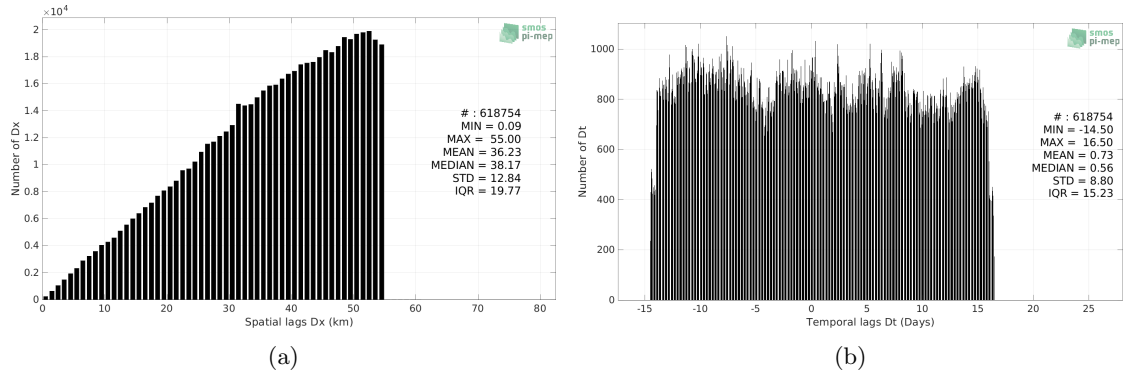 ×10⁴
2
1.8
1.6
1.4
1.2
1
0.8
0.6
0.4
0.2
0
Number of Dx
0 10 20 30 40 50 60 70 80
Spatial lags Dx (km)
smos
pi-mep
# : 618754
MIN = 0.09
MAX = 55.00
MEAN = 36.23
MEDIAN = 38.17
STD = 12.84
IQR = 19.77
(a)
1000
800
600
400
200
0
Number of Dt
-15 -10 -5 0 5 10 15 20 25
Temporal lags Dt (Days)
smos
pi-mep
# : 618754
MIN = -14.50
MAX = 16.50
MEAN = 0.73
MEDIAN = 0.56
STD = 8.80
IQR = 15.23
(b)